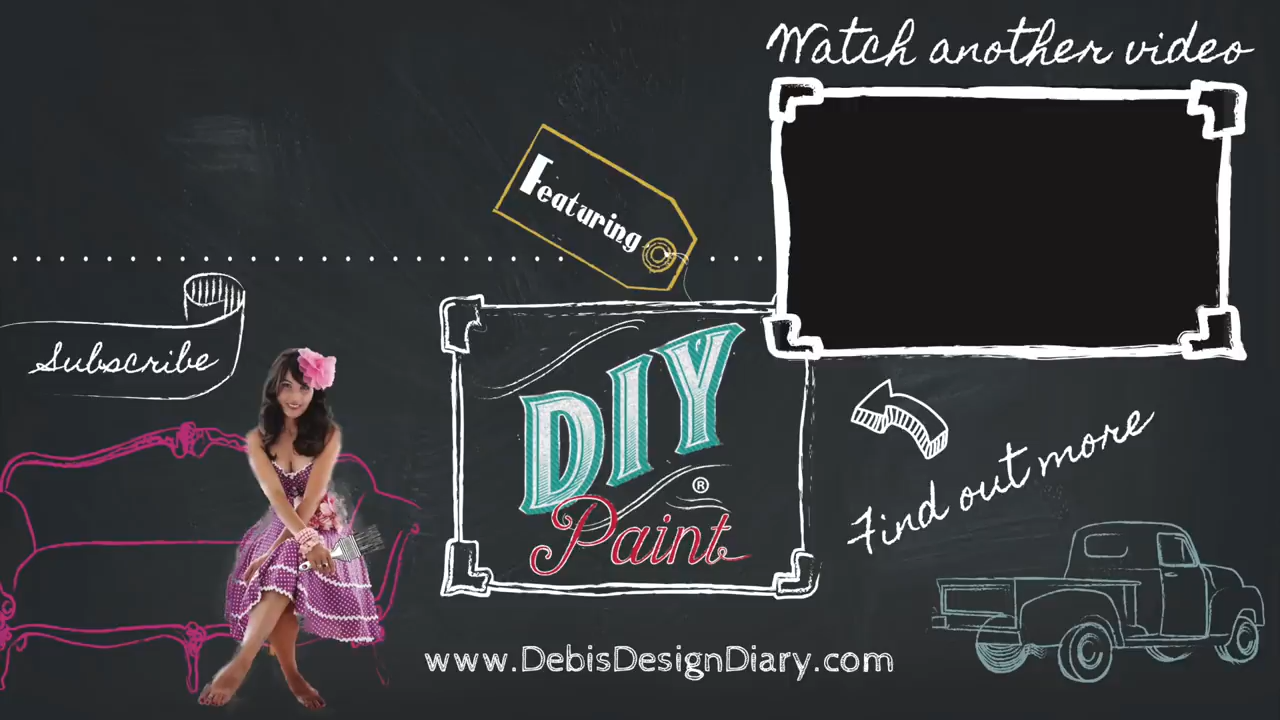 Watch another video
Featuring
Subscribe
DIY
®
Paint
Find out more
www.DebisDesignDiary.com